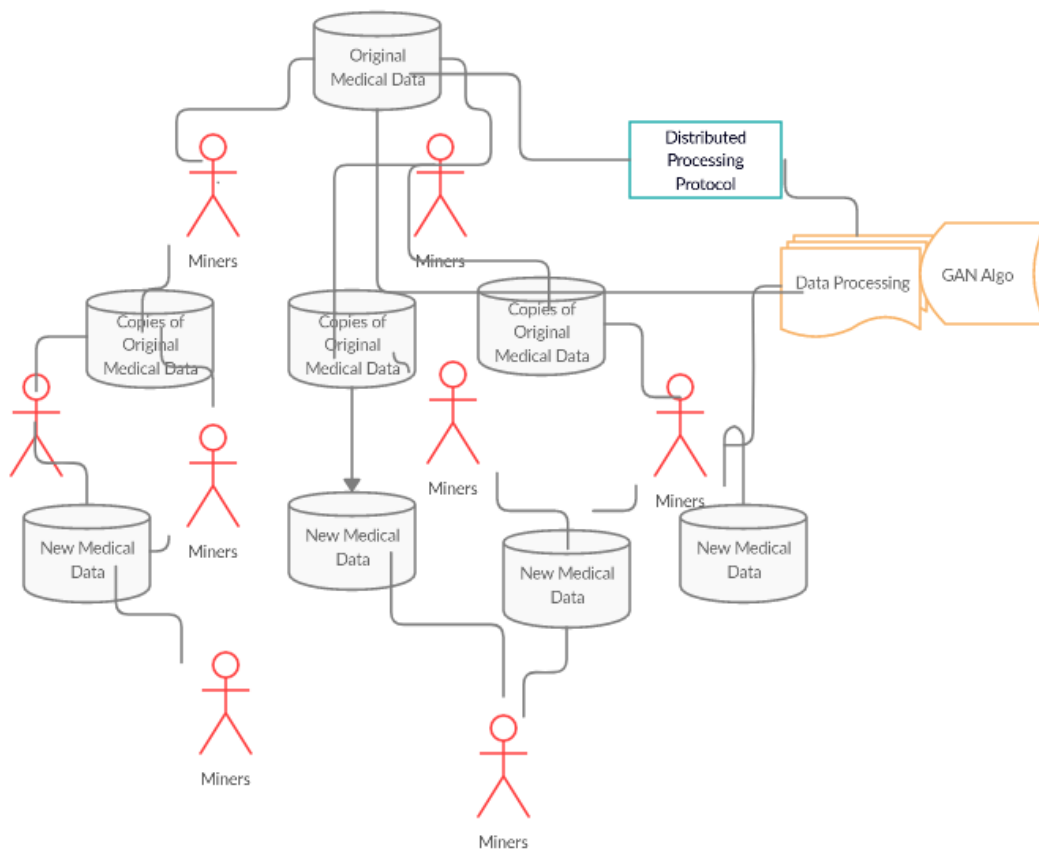 Original
Medical Data
Distributed
Processing
Protocol
Miners
Miners
Data Processing
GAN Algo
Copies of
Original
Medical Data
Copies of
Original
Medical Data
Copies of
Original
Medical Data
Miners
Miners
Miners
New Medical
Data
New Medical
Data
New Medical
Data
New Medical
Data
Miners
Miners